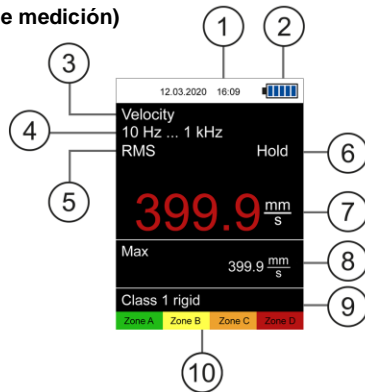 e medición)
1
2
3
12.03.2020 16:09
Velocity
4
10 Hz ... 1 kHz
RMS Hold
5
6
399.9 mm/s
7
Max
399.9 mm/s
8
Class 1 rigid
9
Zone A Zone B Zone C Zone D
10